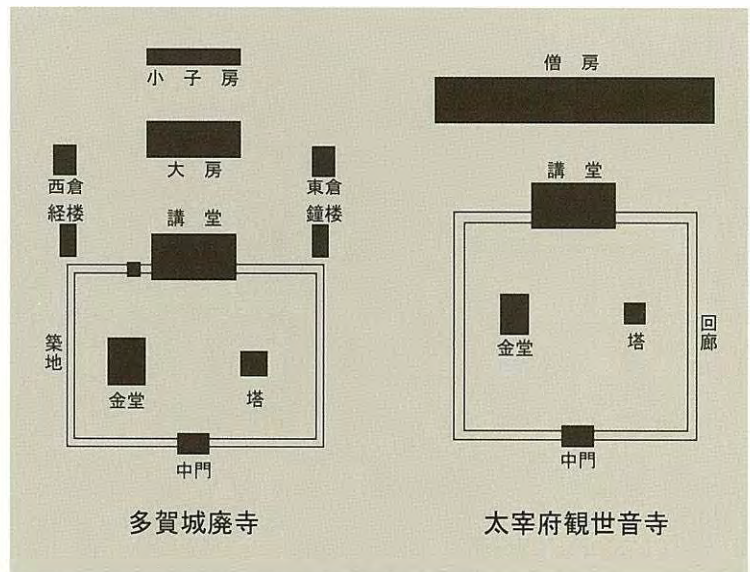 小子房
大房
西倉
経楼
東倉
鐘楼
講堂
築地
金堂
塔
中門
多賀城廃寺
僧房
講堂
回廊
金堂
塔
中門
太宰府観世音寺